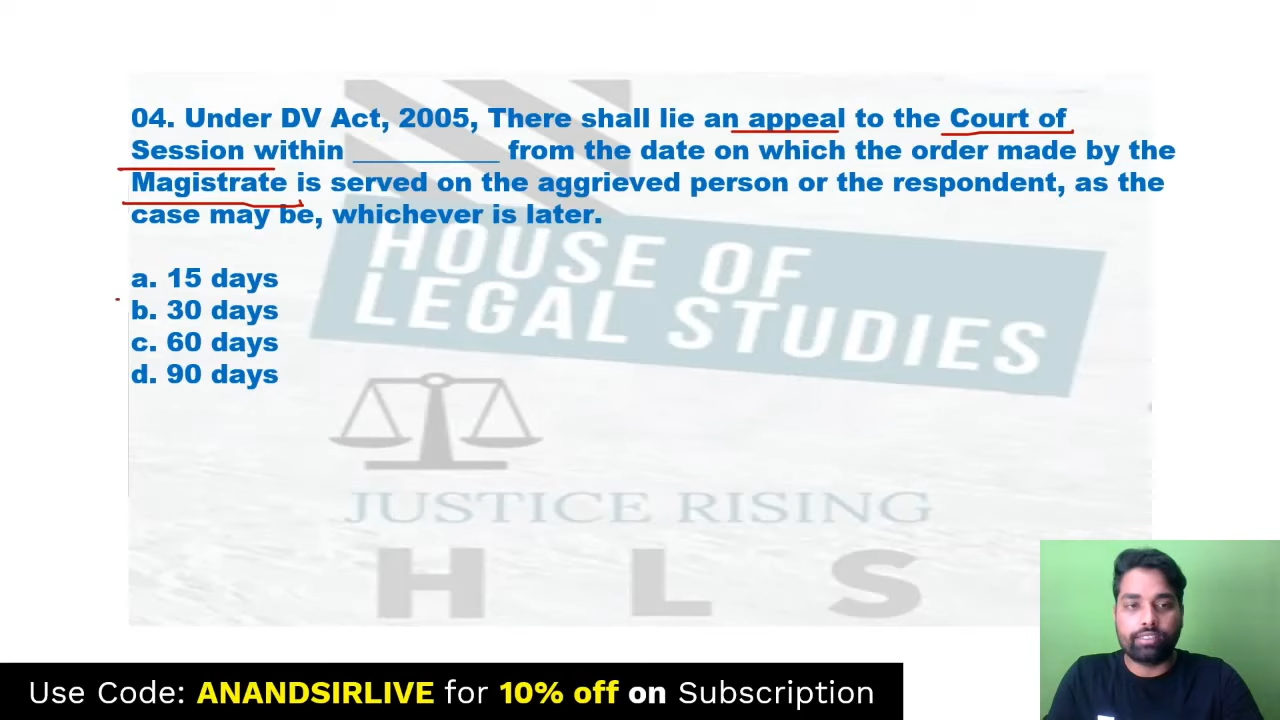 04. Under DV Act, 2005, There shall lie an appeal to the Court of
Session within __________ from the date on which the order made by the
Magistrate is served on the aggrieved person or the respondent, as the
case may be, whichever is later.
a. 15 days
b. 30 days
c. 60 days
d. 90 days
HOUSE OF
LEGAL STUDIES
JUSTICE RISING
HLS
Use Code: ANANDSIRLIVE for 10% off on Subscription